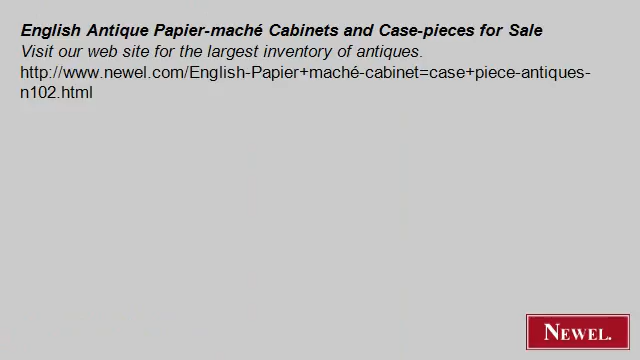 English Antique Papier-maché Cabinets and Case-pieces for Sale
Visit our web site for the largest inventory of antiques.
http://www.newel.com/English-Papier+maché-cabinet=case+piece-antiques-
n102.html
NEWEL.